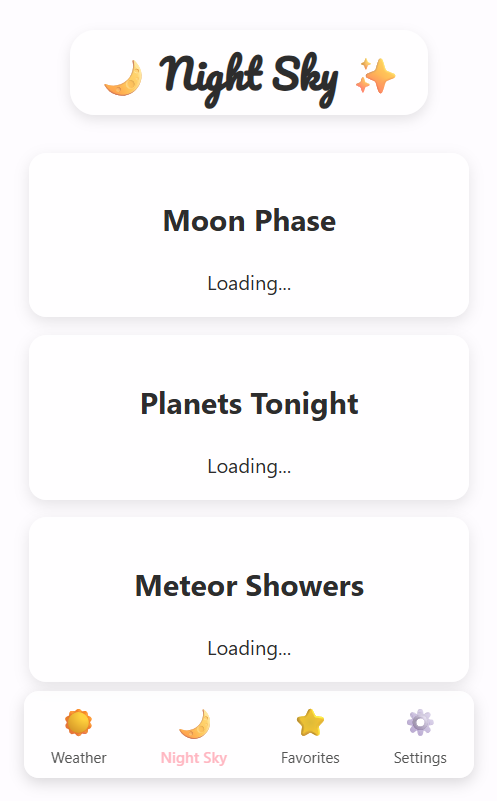 Night Sky
Moon Phase
Loading...
Planets Tonight
Loading...
Meteor Showers
Loading...
Weather
Night Sky
Favorites
Settings